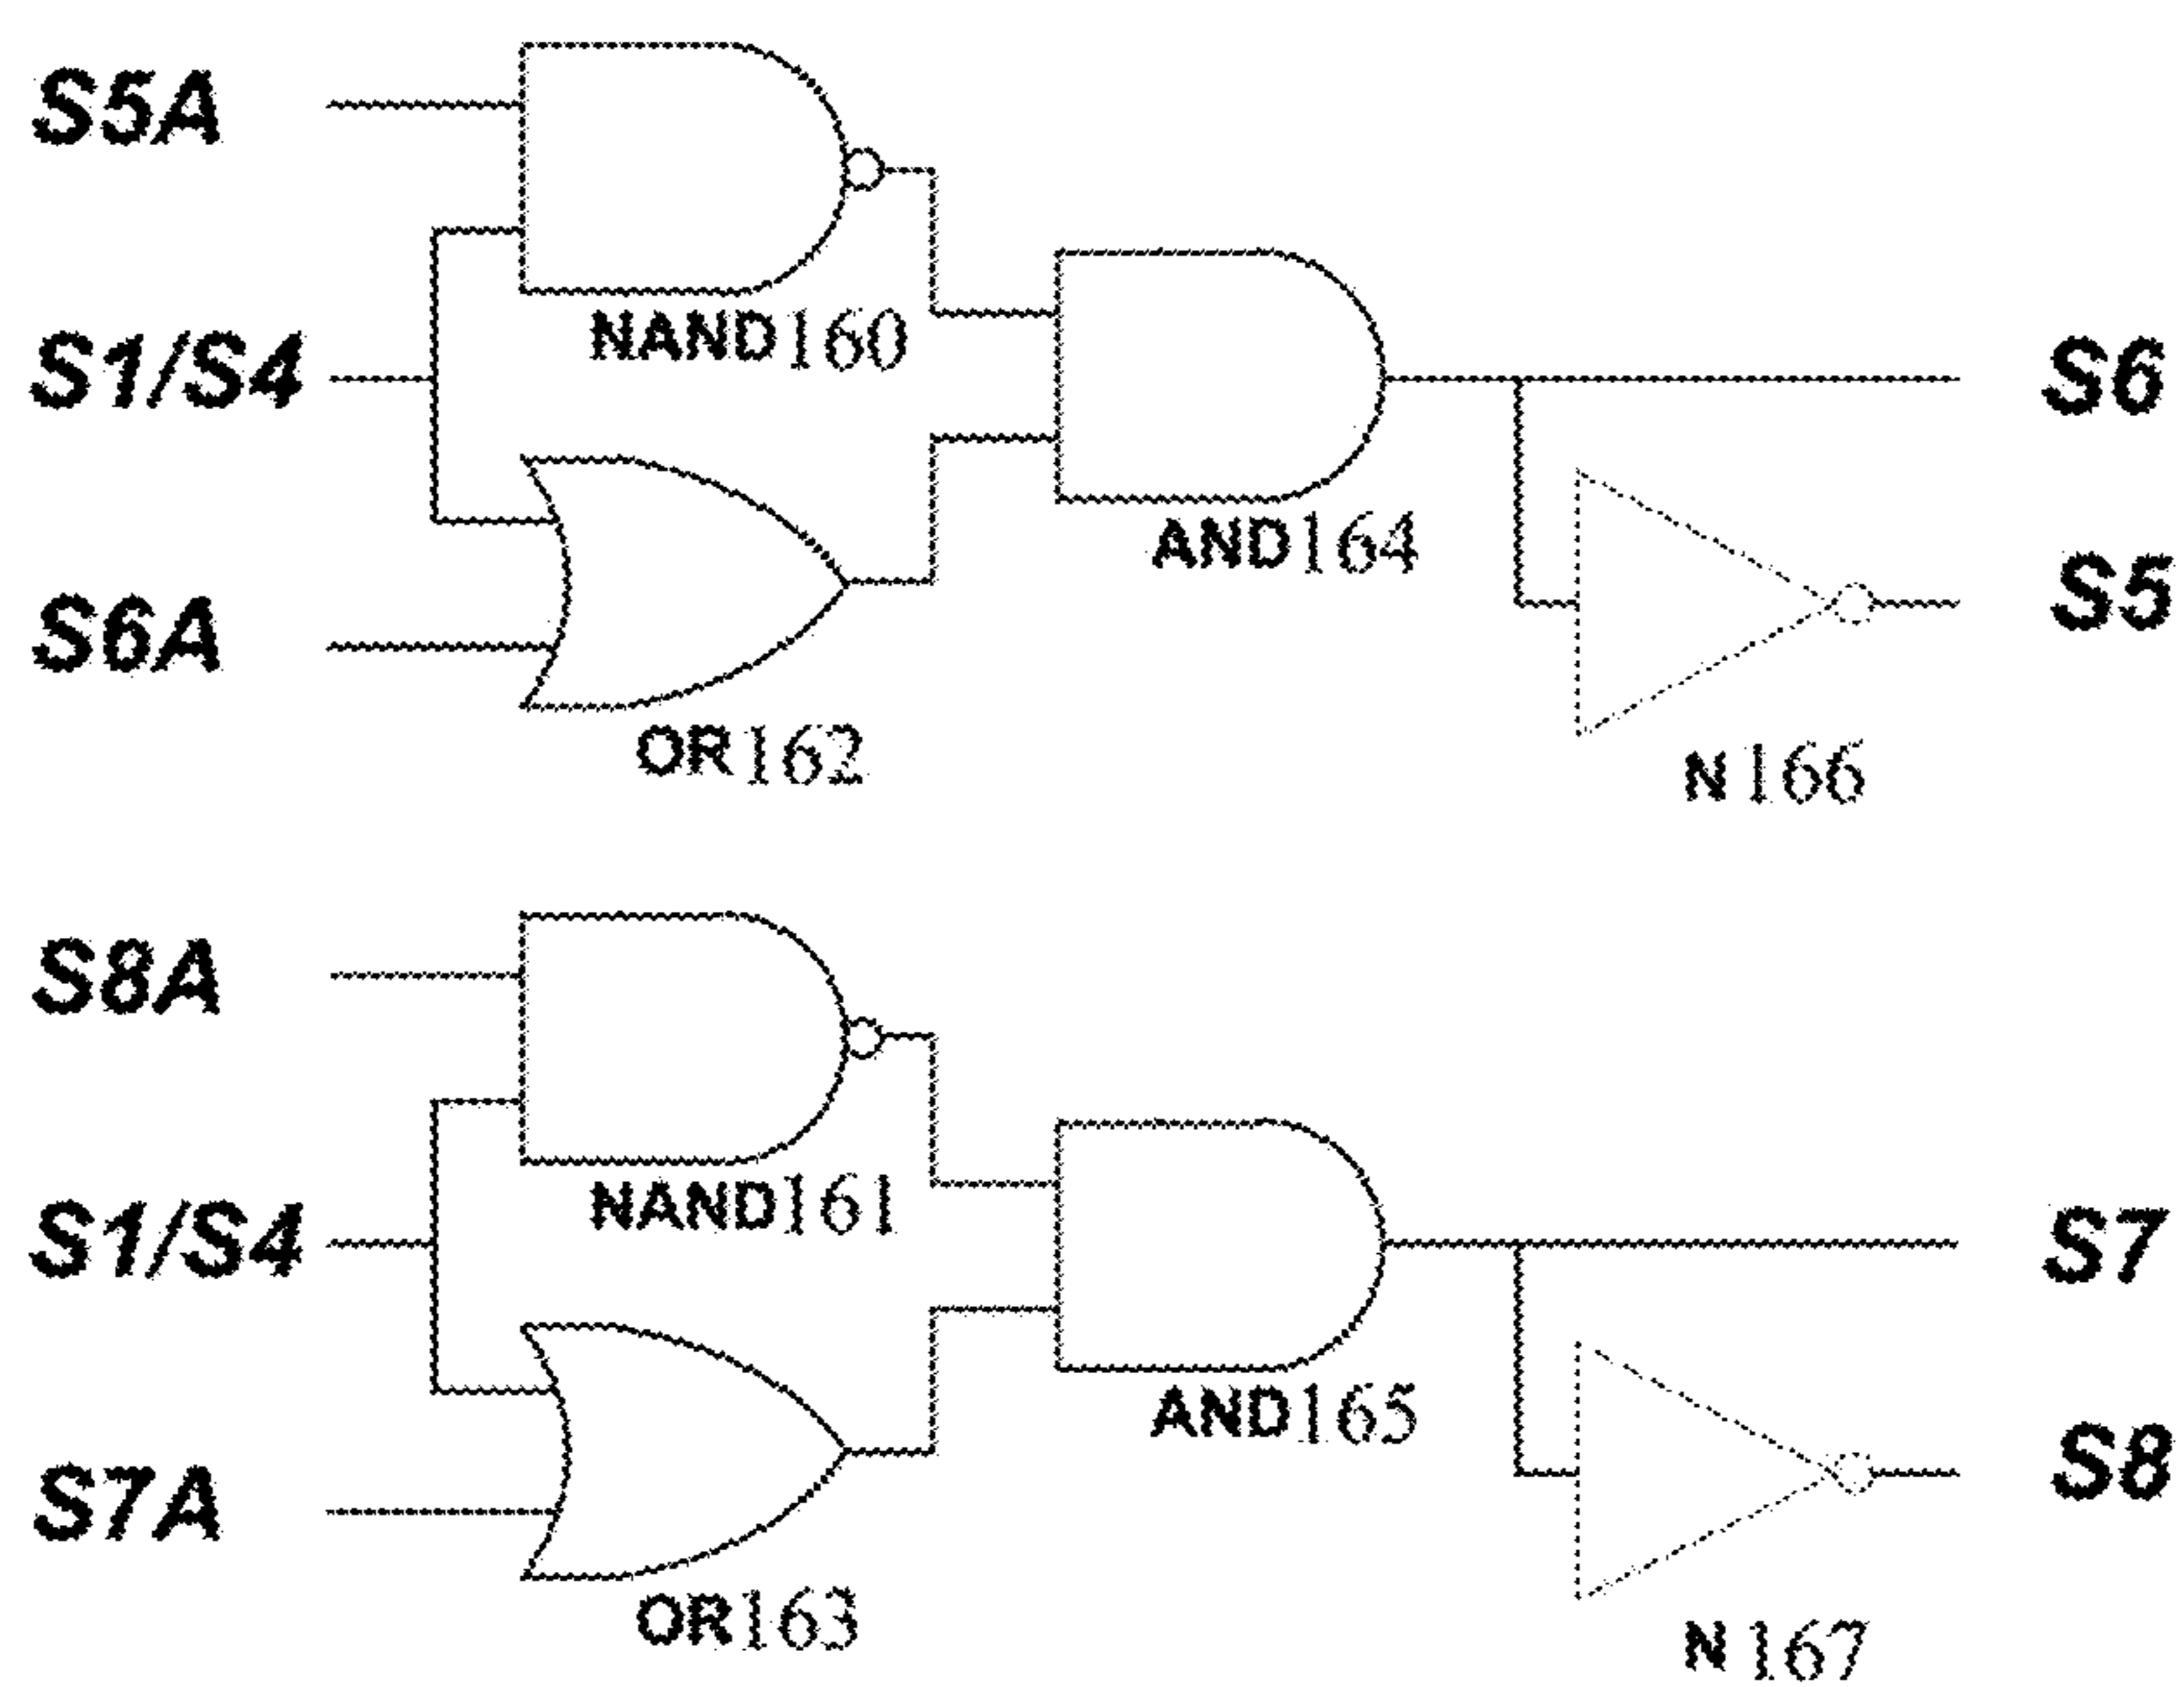 S5A
NAND160
S1/S4
S6
AND164
S5
S6A
OR162
N166
S8A
NAND161
S1/S4
S7
AND165
S8
S7A
OR163
N167